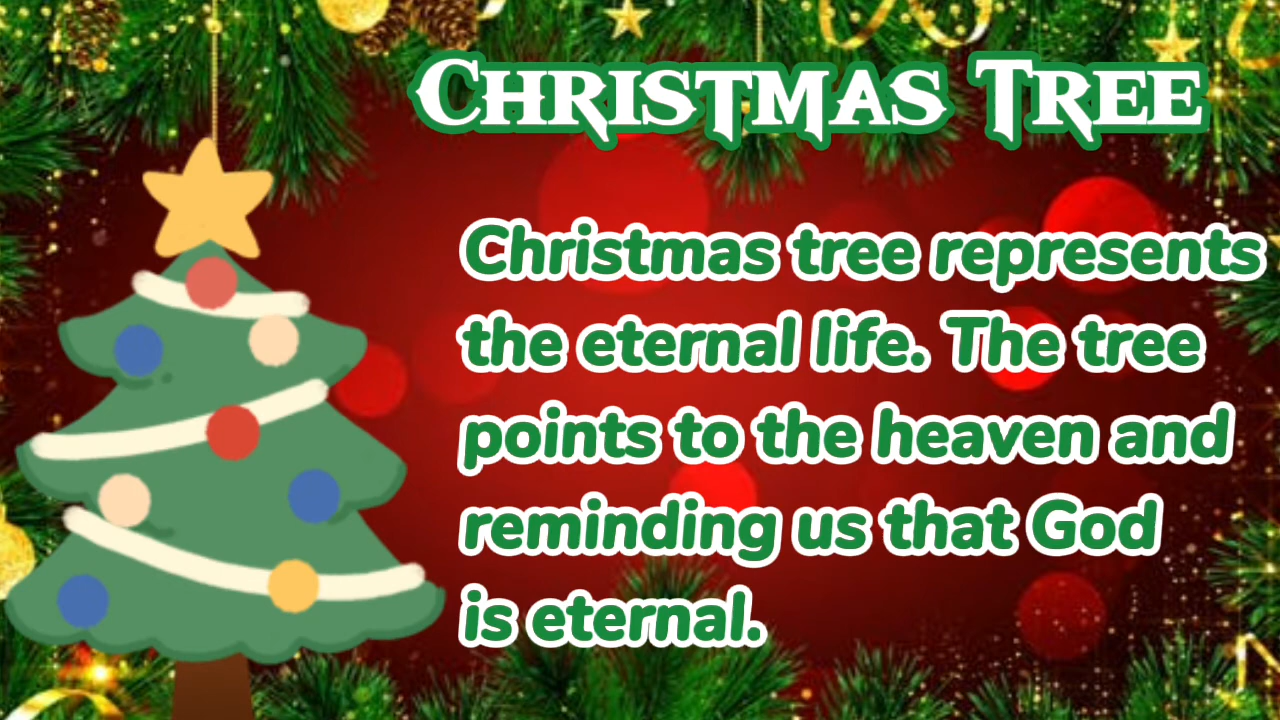 Christmas Tree
Christmas tree represents
the eternal life. The tree
points to the heaven and
reminding us that God
is eternal.